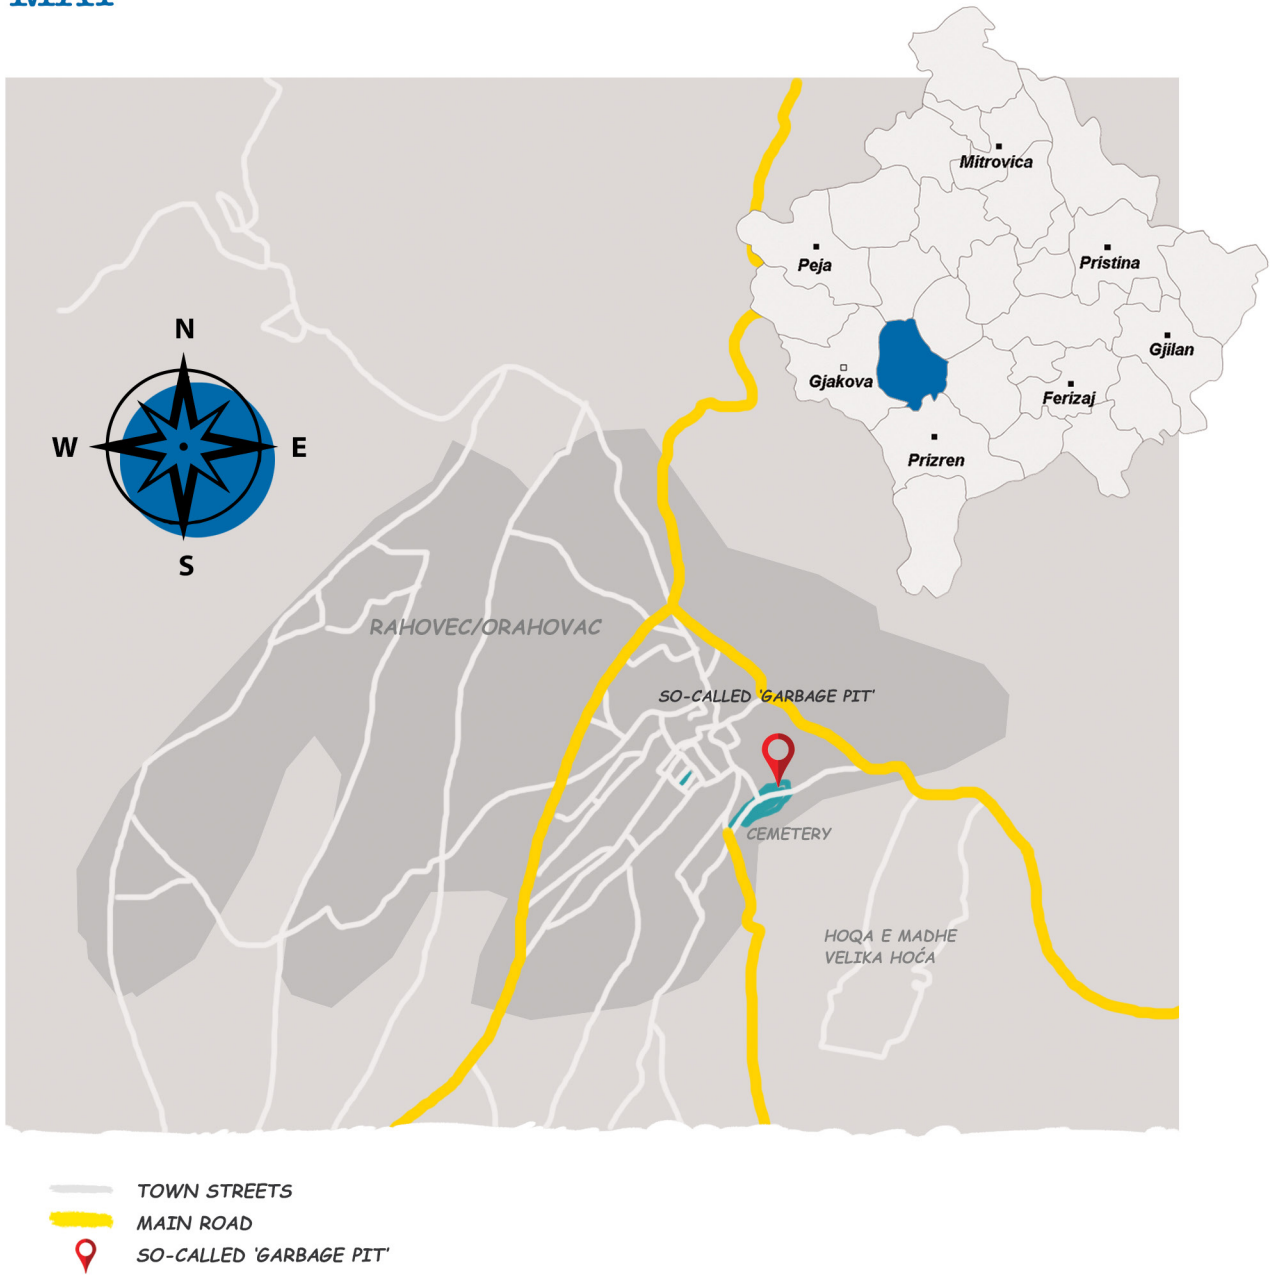 MAP
Mitrovica
Peja
Pristina
Gjilan
Gjakova
Ferizaj
Prizren
N
W
E
S
RAHOVEC/ORAHOVAC
SO-CALLED 'GARBAGE PIT'
CEMETERY
HOQA E MADHE
VELIKA HOĆA
TOWN STREETS
MAIN ROAD
SO-CALLED 'GARBAGE PIT'